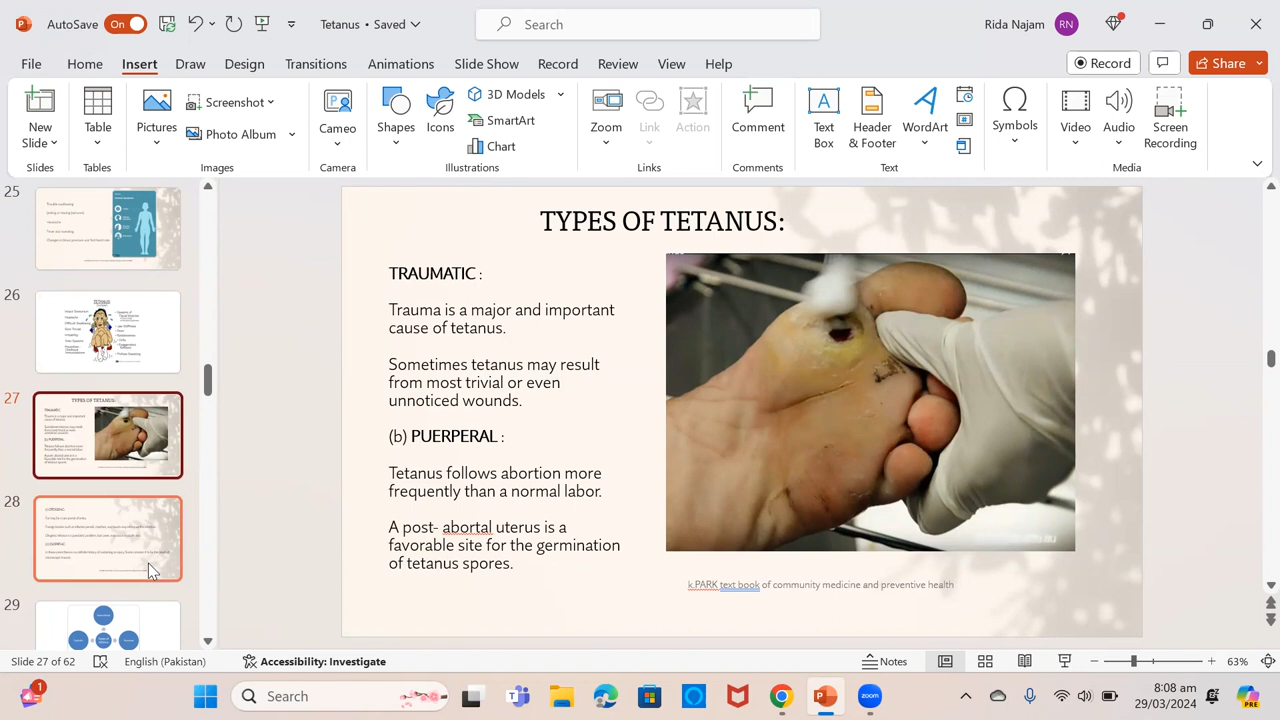 AutoSave On
Tetanus • Saved
Search
Rida Najam RN
File Home Insert Draw Design Transitions Animations Slide Show Record Review View Help
Record
Share
New Slide
Table
Pictures
Screenshot
Photo Album
Cameo
Shapes
Icons
3D Models
SmartArt
Chart
Zoom
Link
Action
Comment
Text Box
Header & Footer
WordArt
Symbols
Video
Audio
Screen Recording
Slides Tables Images Camera Illustrations Links Comments Text Media
25
26
27
28
29
TETANUS
TYPES OF TETANUS:
TRAUMATIC :
Trauma is a major and important
cause of tetanus.
Sometimes tetanus may result
from most trivial or even
unnoticed wounds.
(b) PUERPERAL :
Tetanus follows abortion more
frequently than a normal labor.
A post- abortal uterus is a
favorable site for the germination
of tetanus spores.
k.PARK text book of community medicine and preventive health
Slide 27 of 62
English (Pakistan)
Accessibility: Investigate
Notes
63%
1
Search
zoom
8:08 am
29/03/2024
PRE